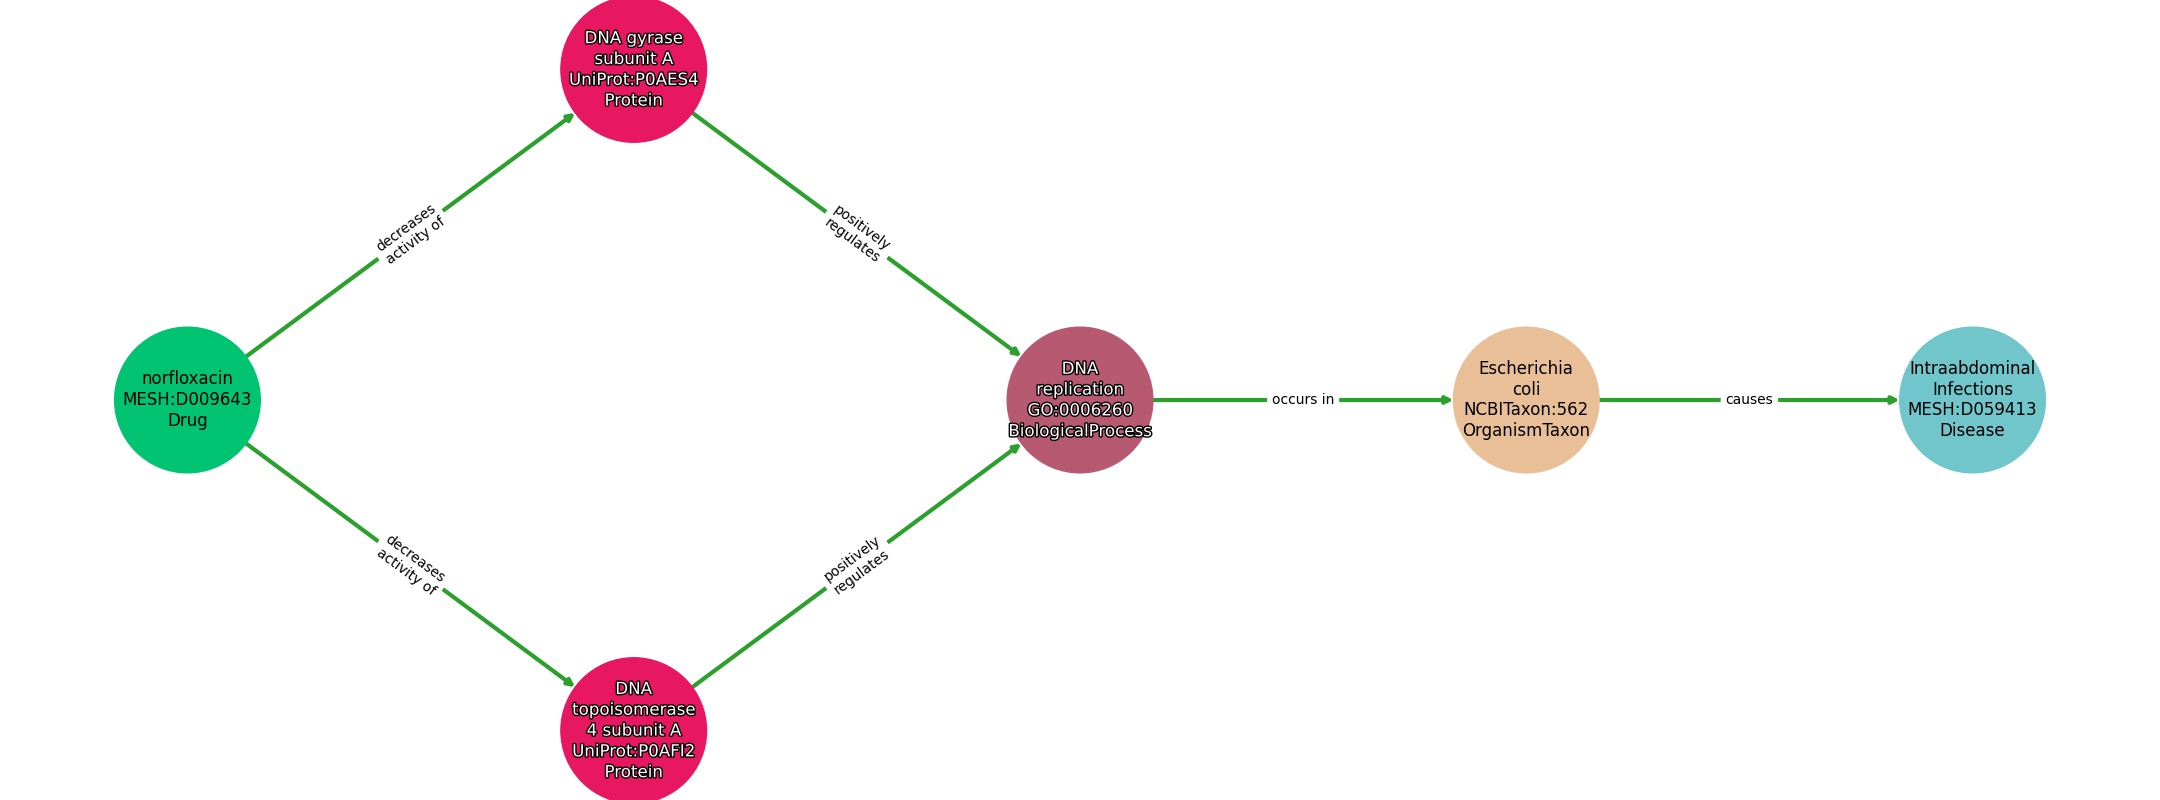 DNA gyrase
subunit A
UniProt:P0AES4
Protein
decreases
activity of
positively
regulates
norfloxacin
MESH:D009643
Drug
DNA
replication
GO:0006260
BiologicalProcess
occurs in
Escherichia
coli
NCBITaxon:562
OrganismTaxon
causes
Intraabdominal
Infections
MESH:D059413
Disease
decreases
activity of
positively
regulates
DNA
topoisomerase
4 subunit A
UniProt:P0AFI2
Protein